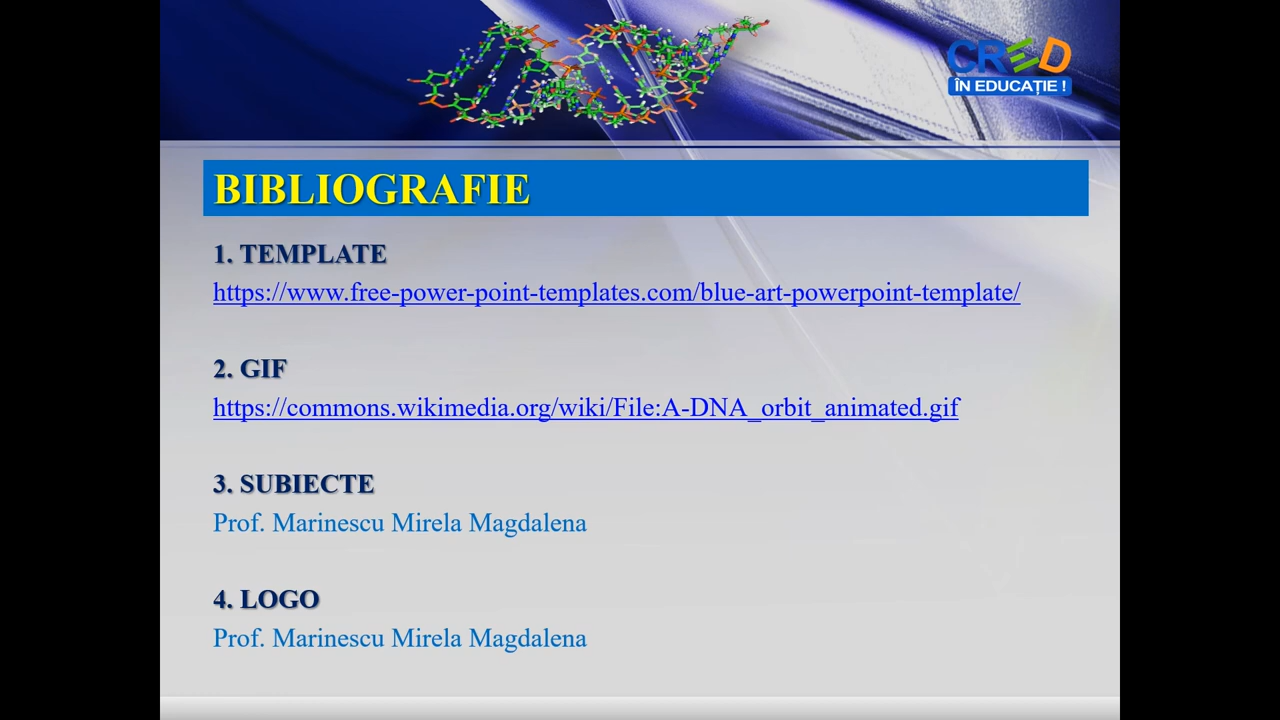 CRED
ÎN EDUCAȚIE !
BIBLIOGRAFIE
1. TEMPLATE
https://www.free-power-point-templates.com/blue-art-powerpoint-template/
2. GIF
https://commons.wikimedia.org/wiki/File:A-DNA_orbit_animated.gif
3. SUBIECTE
Prof. Marinescu Mirela Magdalena
4. LOGO
Prof. Marinescu Mirela Magdalena